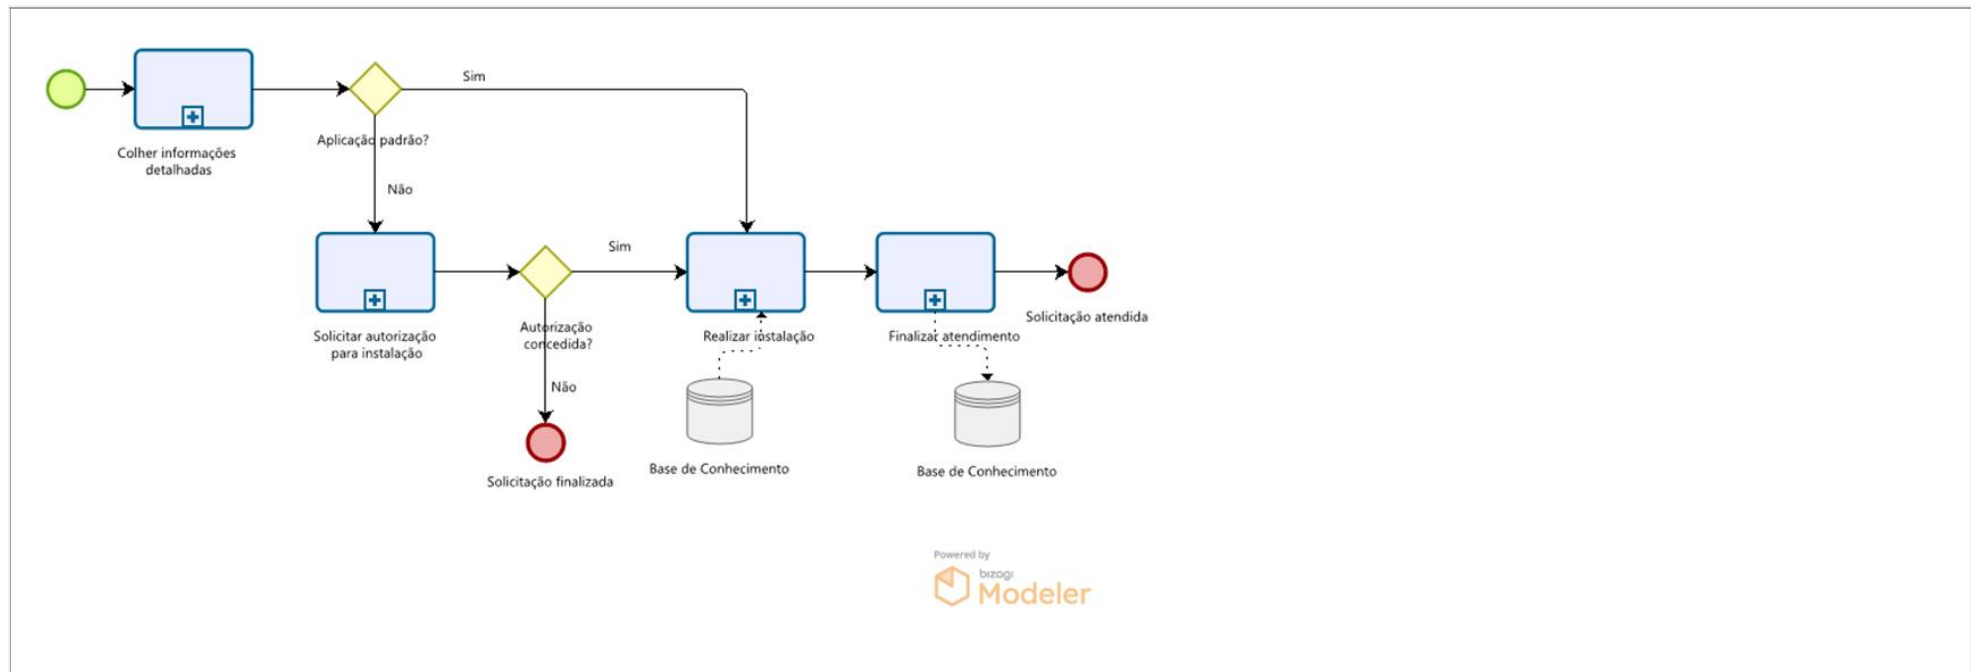 Sim
Aplicação padrão?
Colher informações
detalhadas
Não
Sim
Solicitar autorização
para instalação
Autorização
concedida?
Realizar instalação
Finalizar atendimento
Solicitação atendida
Não
Base de Conhecimento
Base de Conhecimento
Solicitação finalizada
Powered by
bizagi
Modeler